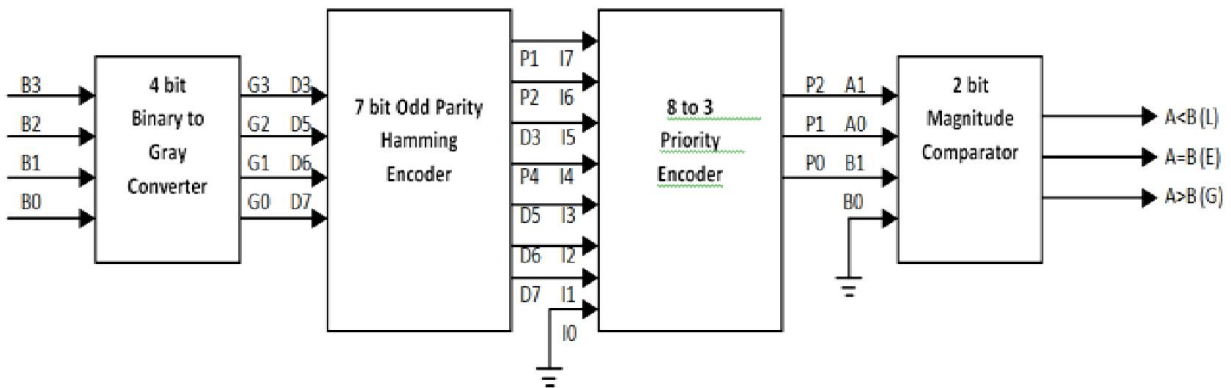 B3
B2
B1
B0
4 bit
Binary to
Gray
Converter
G3 D3
G2 D5
G1 D6
G0 D7
7 bit Odd Parity
Hamming
Encoder
P1 I7
P2 I6
D3 I5
P4 I4
D5 I3
D6 I2
D7 I1
I0
8 to 3
Priority
Encoder
P2 A1
P1 A0
P0 B1
B0
2 bit
Magnitude
Comparator
A<B(L)
A=B(E)
A>B(G)